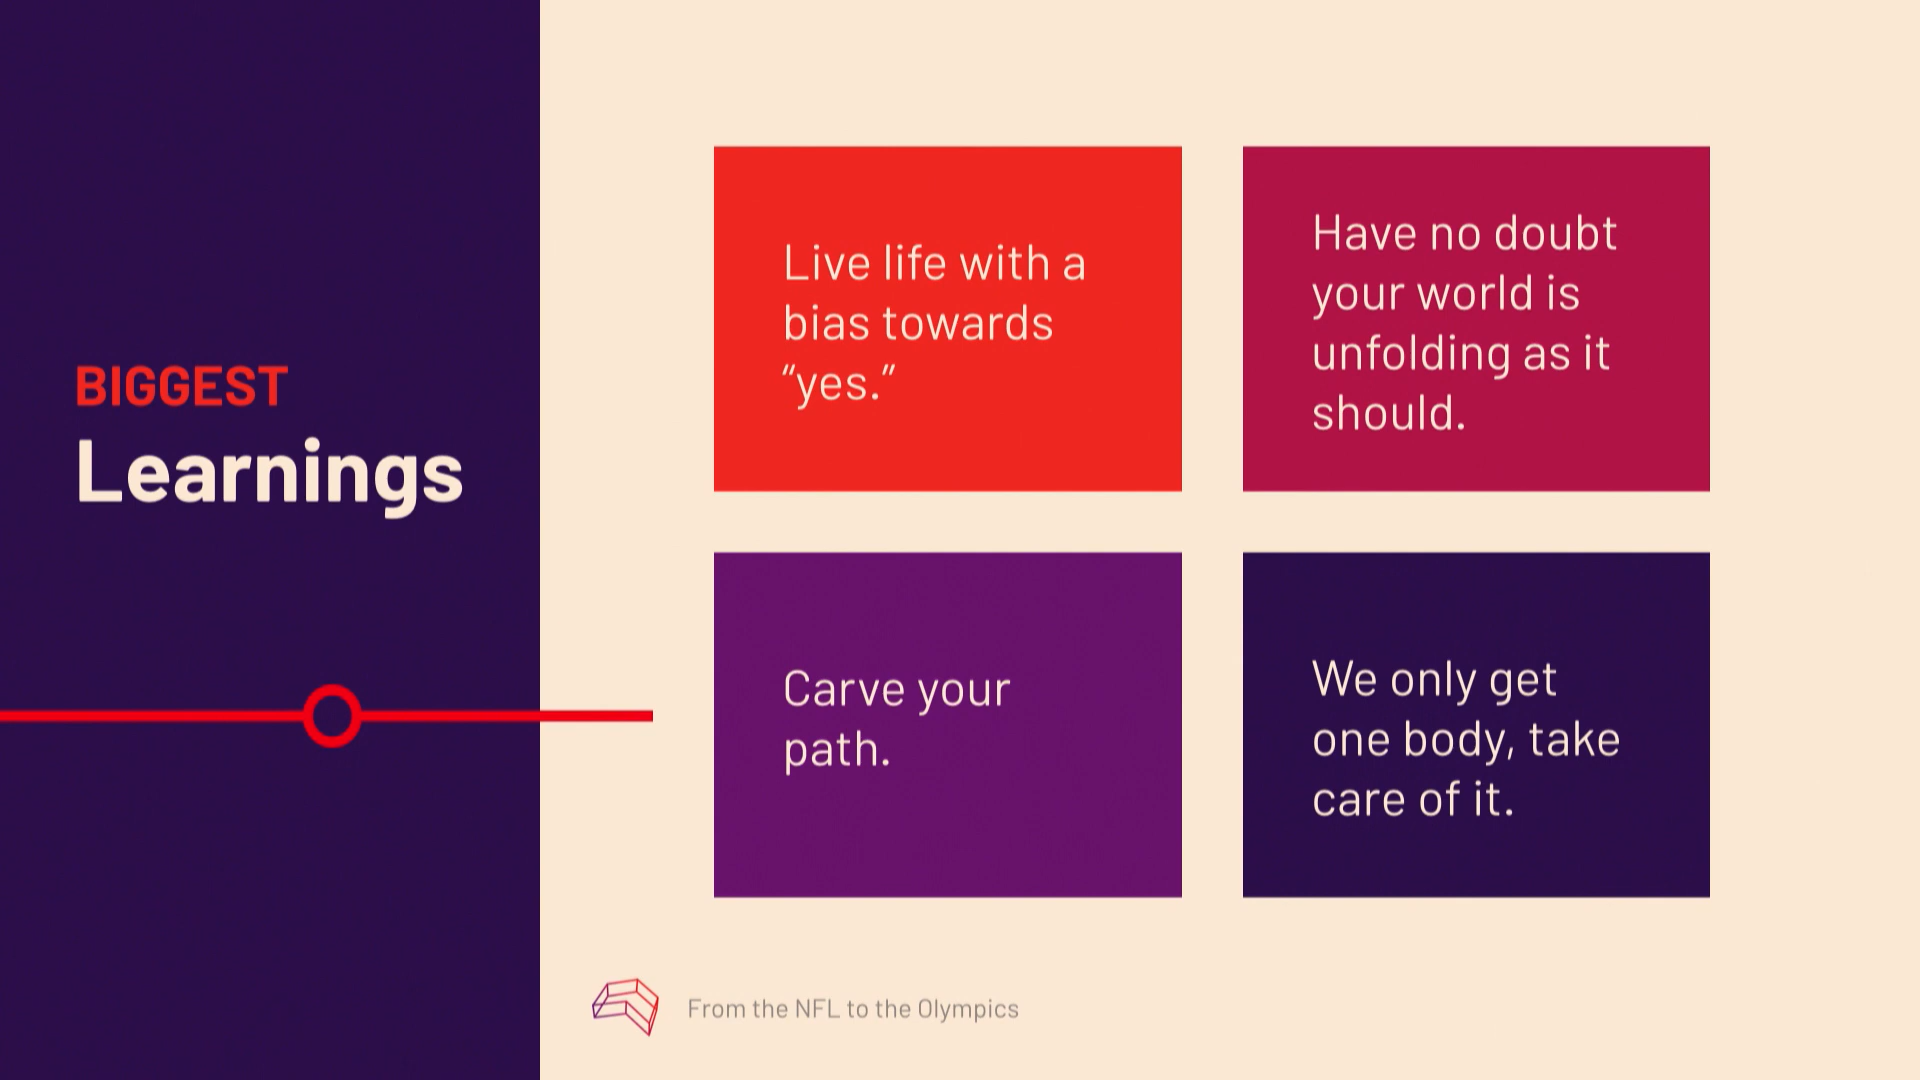 BIGGEST
Learnings
Live life with a
bias towards
“yes.”
Have no doubt
your world is
unfolding as it
should.
Carve your
path.
We only get
one body, take
care of it.
From the NFL to the Olympics